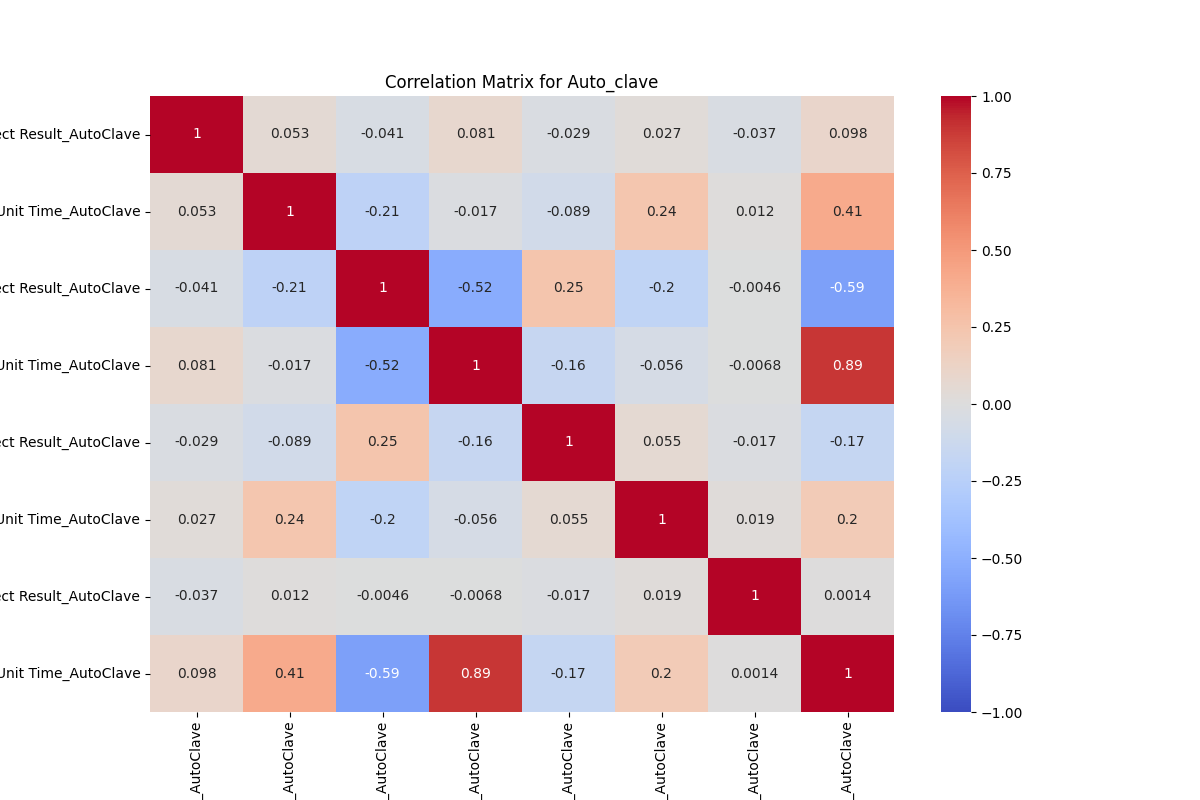 Correlation Matrix for Auto_clave
ect Result_AutoClave
1 0.053 -0.041 0.081 -0.029 0.027 -0.037 0.098
Unit Time_AutoClave
0.053 1 -0.21 -0.017 -0.089 0.24 0.012 0.41
ect Result_AutoClave
-0.041 -0.21 1 -0.52 0.25 -0.2 -0.0046 -0.59
Unit Time_AutoClave
0.081 -0.017 -0.52 1 -0.16 -0.056 -0.0068 0.89
ect Result_AutoClave
-0.029 -0.089 0.25 -0.16 1 0.055 -0.017 -0.17
Unit Time_AutoClave
0.027 0.24 -0.2 -0.056 0.055 1 0.019 0.2
ect Result_AutoClave
-0.037 0.012 -0.0046 -0.0068 -0.017 0.019 1 0.0014
Unit Time_AutoClave
0.098 0.41 -0.59 0.89 -0.17 0.2 0.0014 1
_AutoClave
_AutoClave
_AutoClave
_AutoClave
_AutoClave
_AutoClave
_AutoClave
_AutoClave
1.00
0.75
0.50
0.25
0.00
−0.25
−0.50
−0.75
−1.00